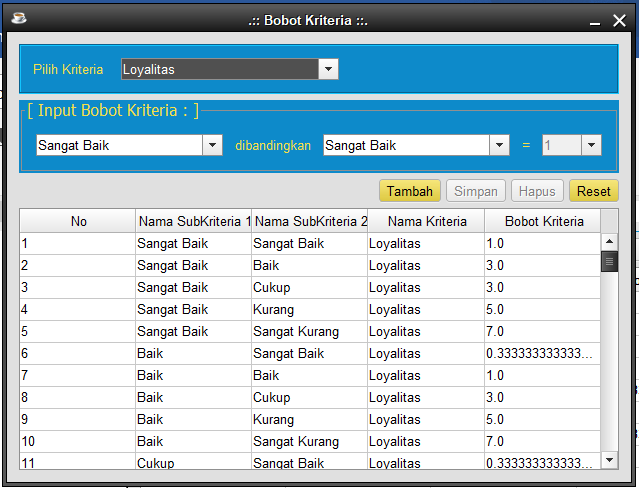 .:: Bobot Kriteria ::.
Pilih Kriteria Loyalitas
[ Input Bobot Kriteria : ]
Sangat Baik dibandingkan Sangat Baik = 1
Tambah Simpan Hapus Reset
No Nama SubKriteria 1 Nama SubKriteria 2 Nama Kriteria Bobot Kriteria
1 Sangat Baik Sangat Baik Loyalitas 1.0
2 Sangat Baik Baik Loyalitas 3.0
3 Sangat Baik Cukup Loyalitas 3.0
4 Sangat Baik Kurang Loyalitas 5.0
5 Sangat Baik Sangat Kurang Loyalitas 7.0
6 Baik Sangat Baik Loyalitas 0.333333333333...
7 Baik Baik Loyalitas 1.0
8 Baik Cukup Loyalitas 3.0
9 Baik Kurang Loyalitas 5.0
10 Baik Sangat Kurang Loyalitas 7.0
11 Cukup Sangat Baik Loyalitas 0.333333333333...